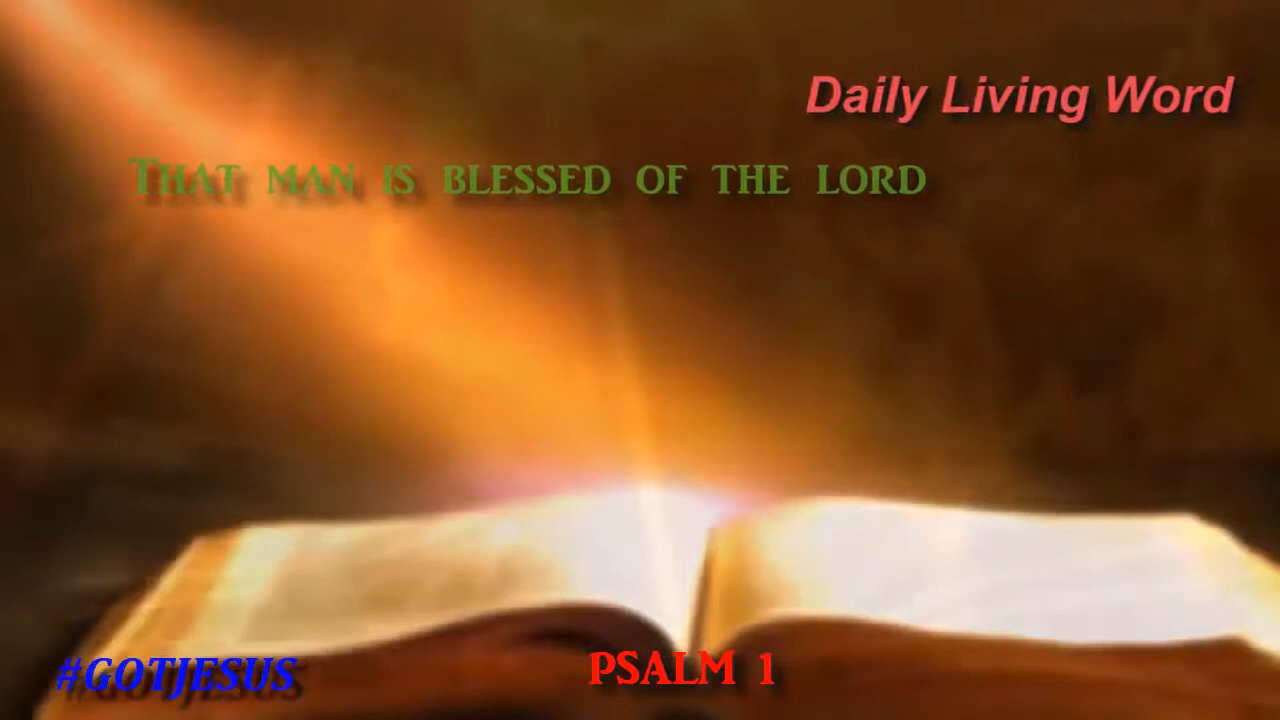 Daily Living Word
That man is blessed of the lord
#GOTJESUS
PSALM 1